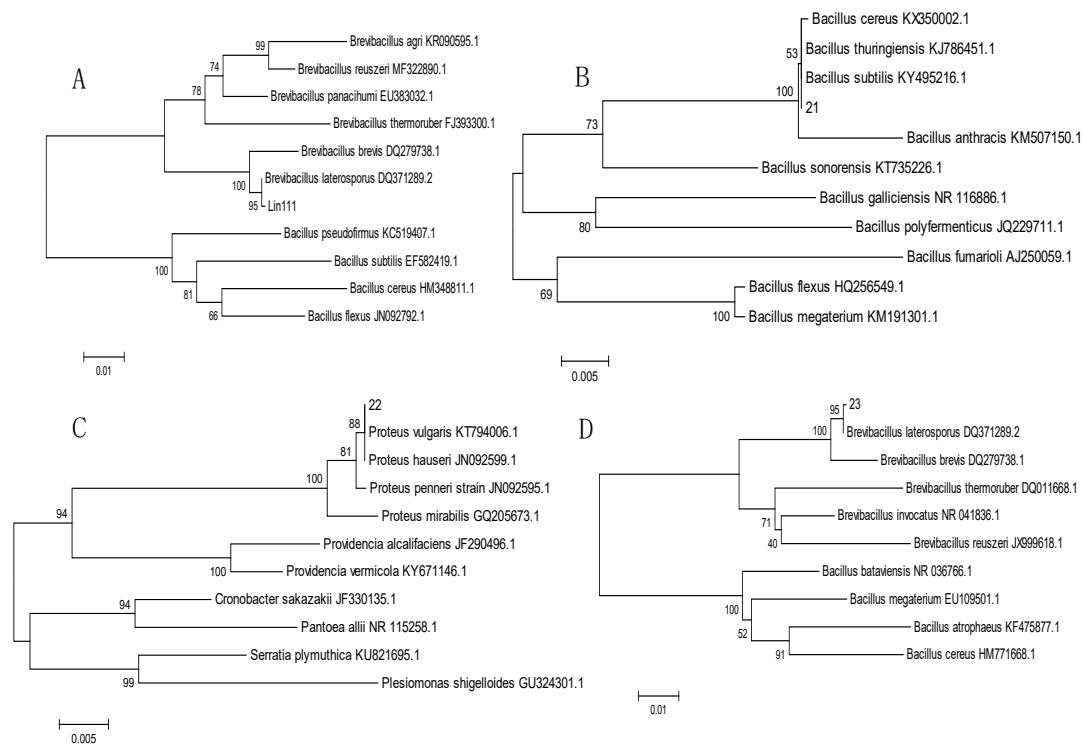 A
99
Brevibacillus agri KR090595.1
74
Brevibacillus reuszeri MF322890.1
78
Brevibacillus panacihumi EU383032.1
Brevibacillus thermoruber FJ393300.1
Brevibacillus brevis DQ279738.1
100
Brevibacillus laterosporus DQ371289.2
95
Lin111
Bacillus pseudofirmus KC519407.1
100
Bacillus subtilis EF582419.1
81
Bacillus cereus HM348811.1
66
Bacillus flexus JN092792.1
0.01
B
Bacillus cereus KX350002.1
53
Bacillus thuringiensis KJ786451.1
Bacillus subtilis KY495216.1
100
21
73
Bacillus anthracis KM507150.1
Bacillus sonorensis KT735226.1
Bacillus galliciensis NR 116886.1
80
Bacillus polyfermenticus JQ229711.1
Bacillus fumarioli AJ250059.1
69
Bacillus flexus HQ256549.1
100
Bacillus megaterium KM191301.1
0.005
C
22
88
Proteus vulgaris KT794006.1
81
Proteus hauseri JN092599.1
100
Proteus penneri strain JN092595.1
94
Proteus mirabilis GQ205673.1
Providencia alcalifaciens JF290496.1
100
Providencia vermicola KY671146.1
94
Cronobacter sakazakii JF330135.1
Pantoea allii NR 115258.1
Serratia plymuthica KU821695.1
99
Plesiomonas shigelloides GU324301.1
0.005
D
95
23
100
Brevibacillus laterosporus DQ371289.2
Brevibacillus brevis DQ279738.1
Brevibacillus thermoruber DQ011668.1
71
Brevibacillus invocatus NR 041836.1
40
Brevibacillus reuszeri JX999618.1
Bacillus bataviensis NR 036766.1
100
Bacillus megaterium EU109501.1
52
Bacillus atrophaeus KF475877.1
91
Bacillus cereus HM771668.1
0.01